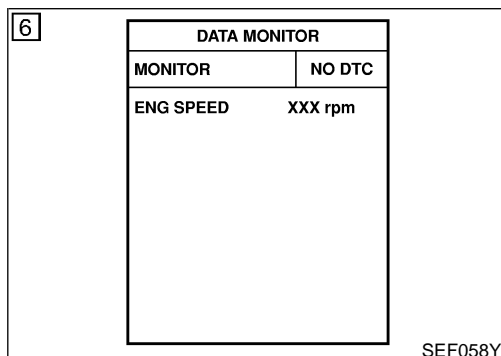 6
DATA MONITOR
MONITOR NO DTC
ENG SPEED XXX rpm
SEF058Y